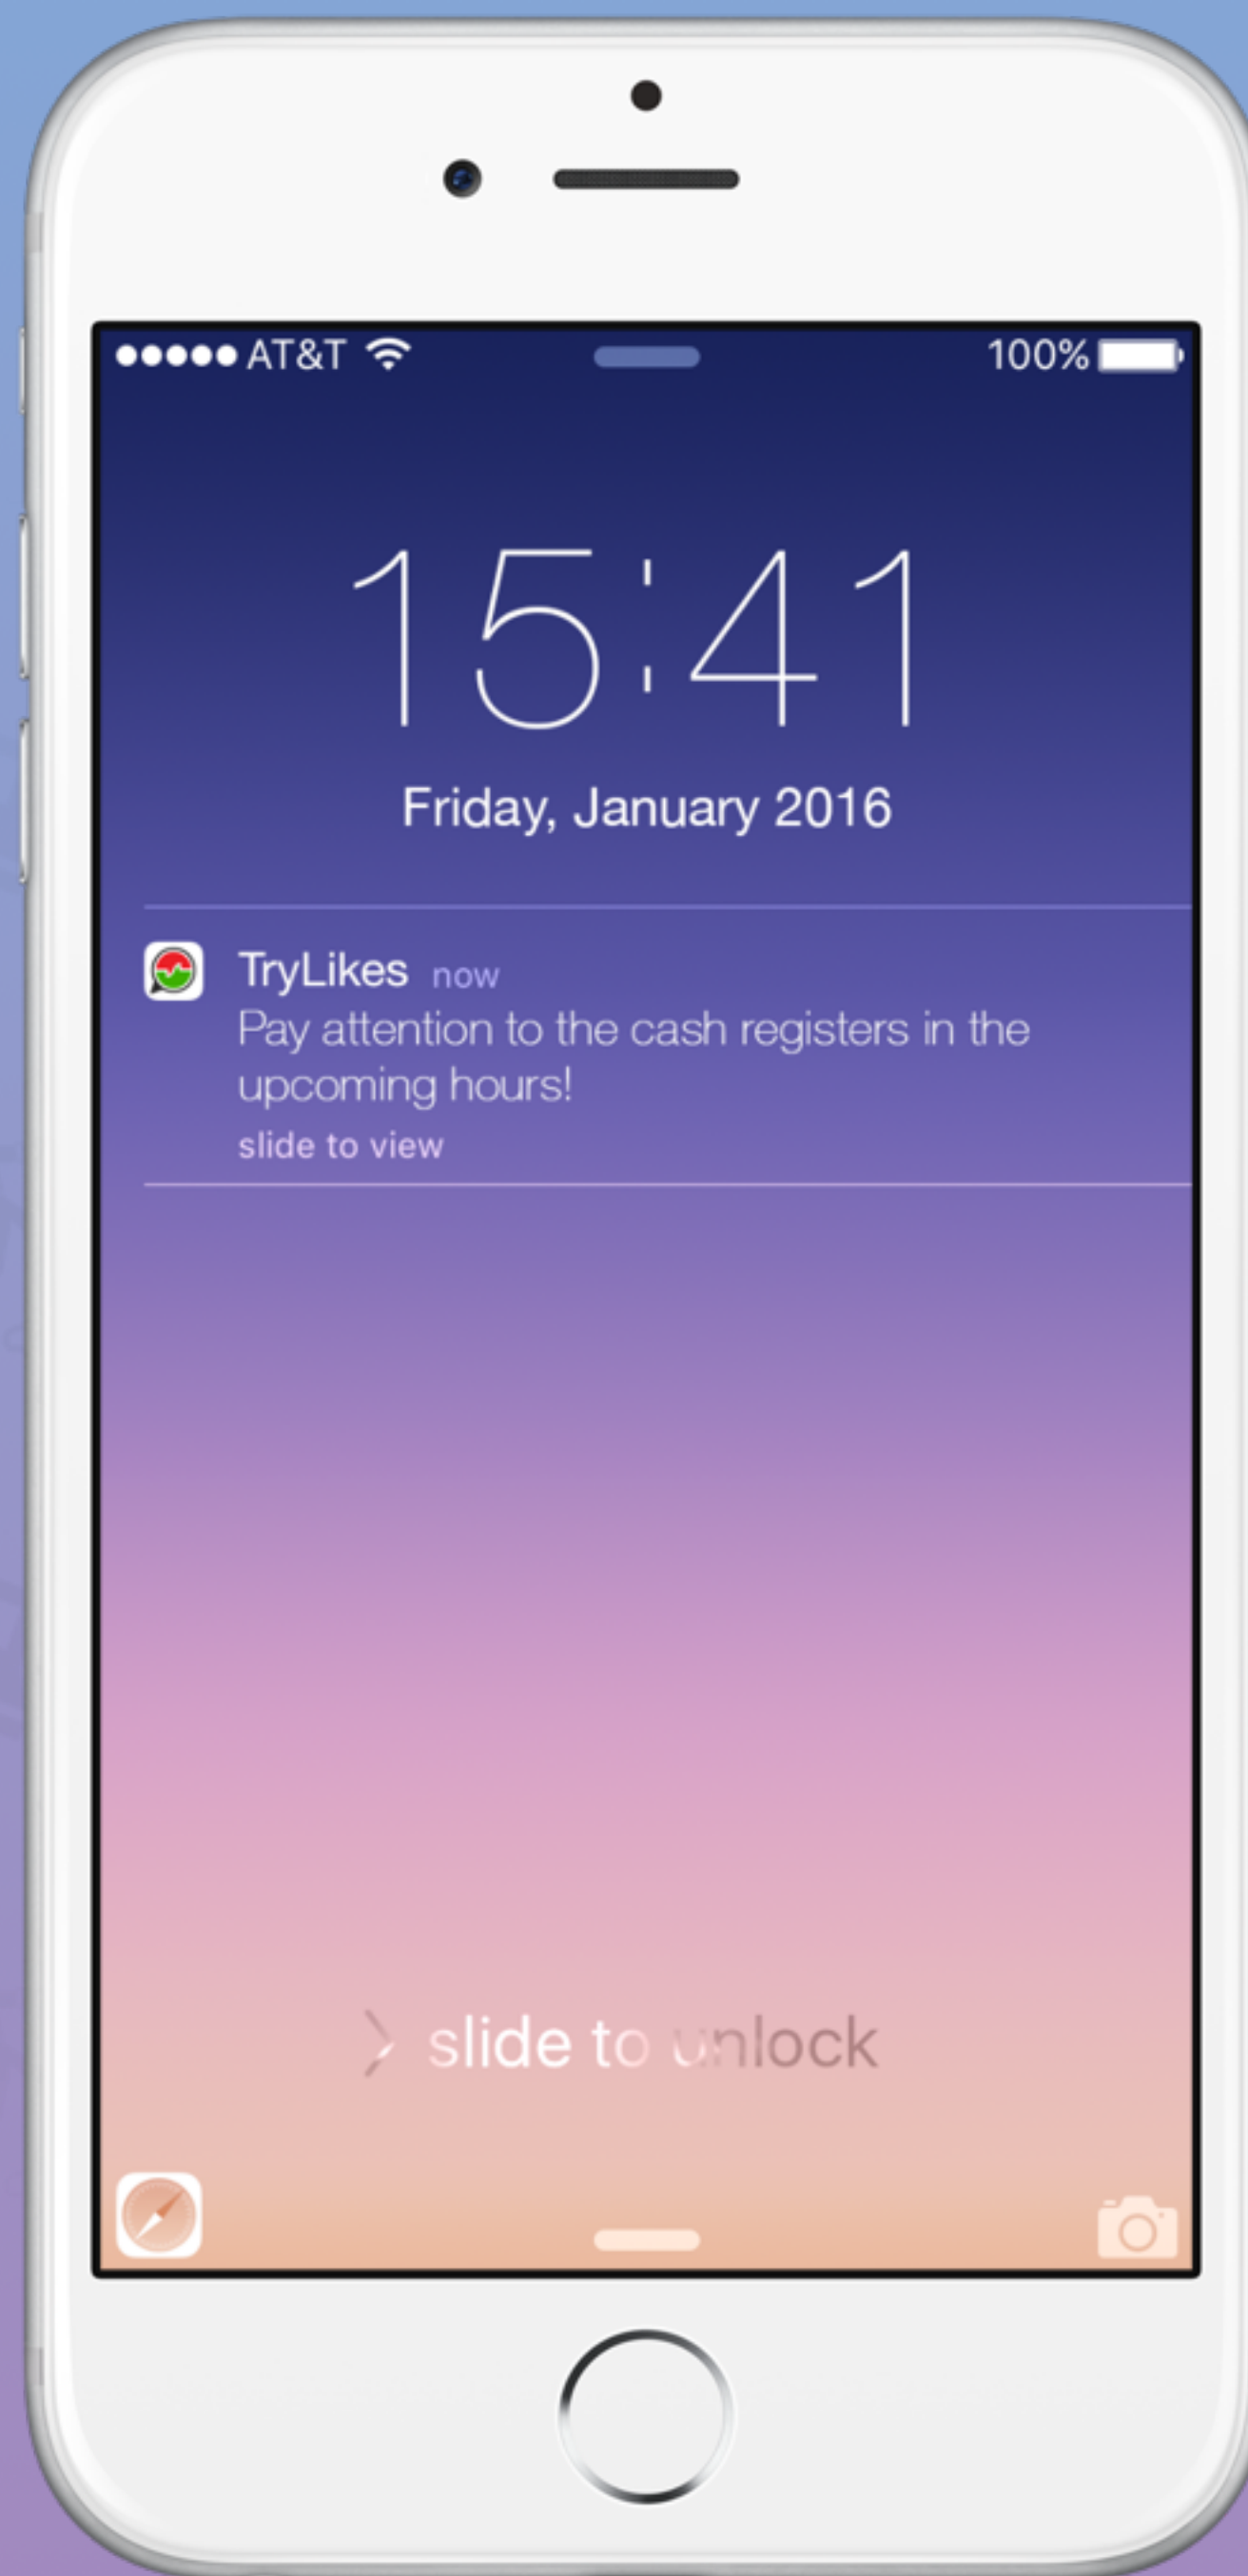 AT&T 100%
15:41
Friday, January 2016
TryLikes now
Pay attention to the cash registers in the
upcoming hours!
slide to view
slide to unlock